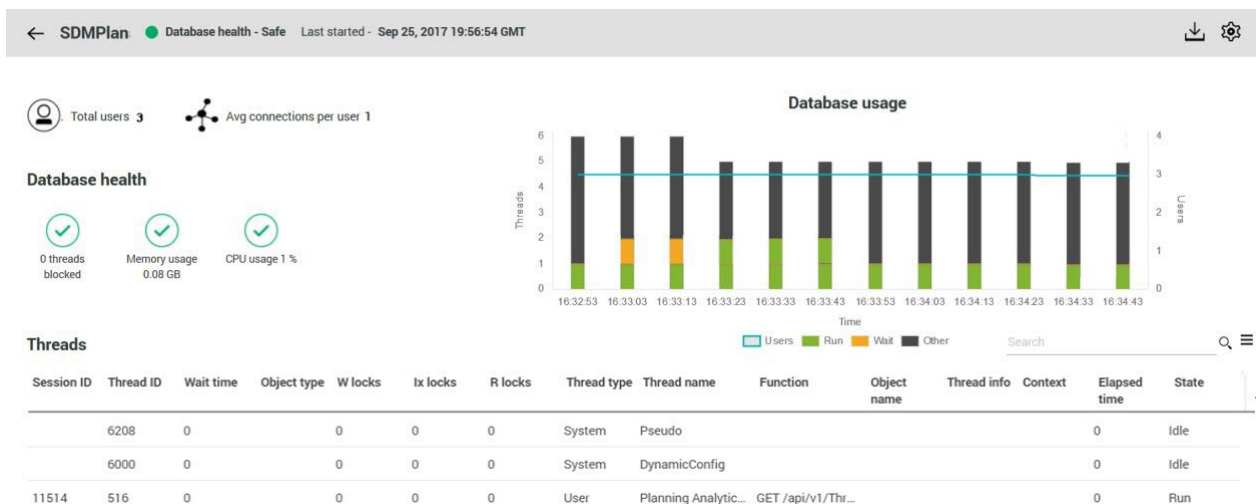 ← SDMPlan Database health - Safe Last started - Sep 25, 2017 19:56:54 GMT
Total users 3 Avg connections per user 1
Database health
0 threads blocked
Memory usage 0.08 GB
CPU usage 1 %
Database usage
6
5
4
3
2
1
0
Threads
4
3
2
1
0
Users
16:32:53 16:33:03 16:33:13 16:33:23 16:33:33 16:33:43 16:33:53 16:34:03 16:34:13 16:34:23 16:34:33 16:34:43
Time
Users Run Wait Other
Search
Threads
Session ID Thread ID Wait time Object type W locks Ix locks R locks Thread type Thread name Function Object name Thread info Context Elapsed time State
6208 0 0 0 0 System Pseudo 0 Idle
6000 0 0 0 0 System DynamicConfig 0 Idle
11514 516 0 0 0 0 User Planning Analytic... GET /api/v1/Thr... 0 Run